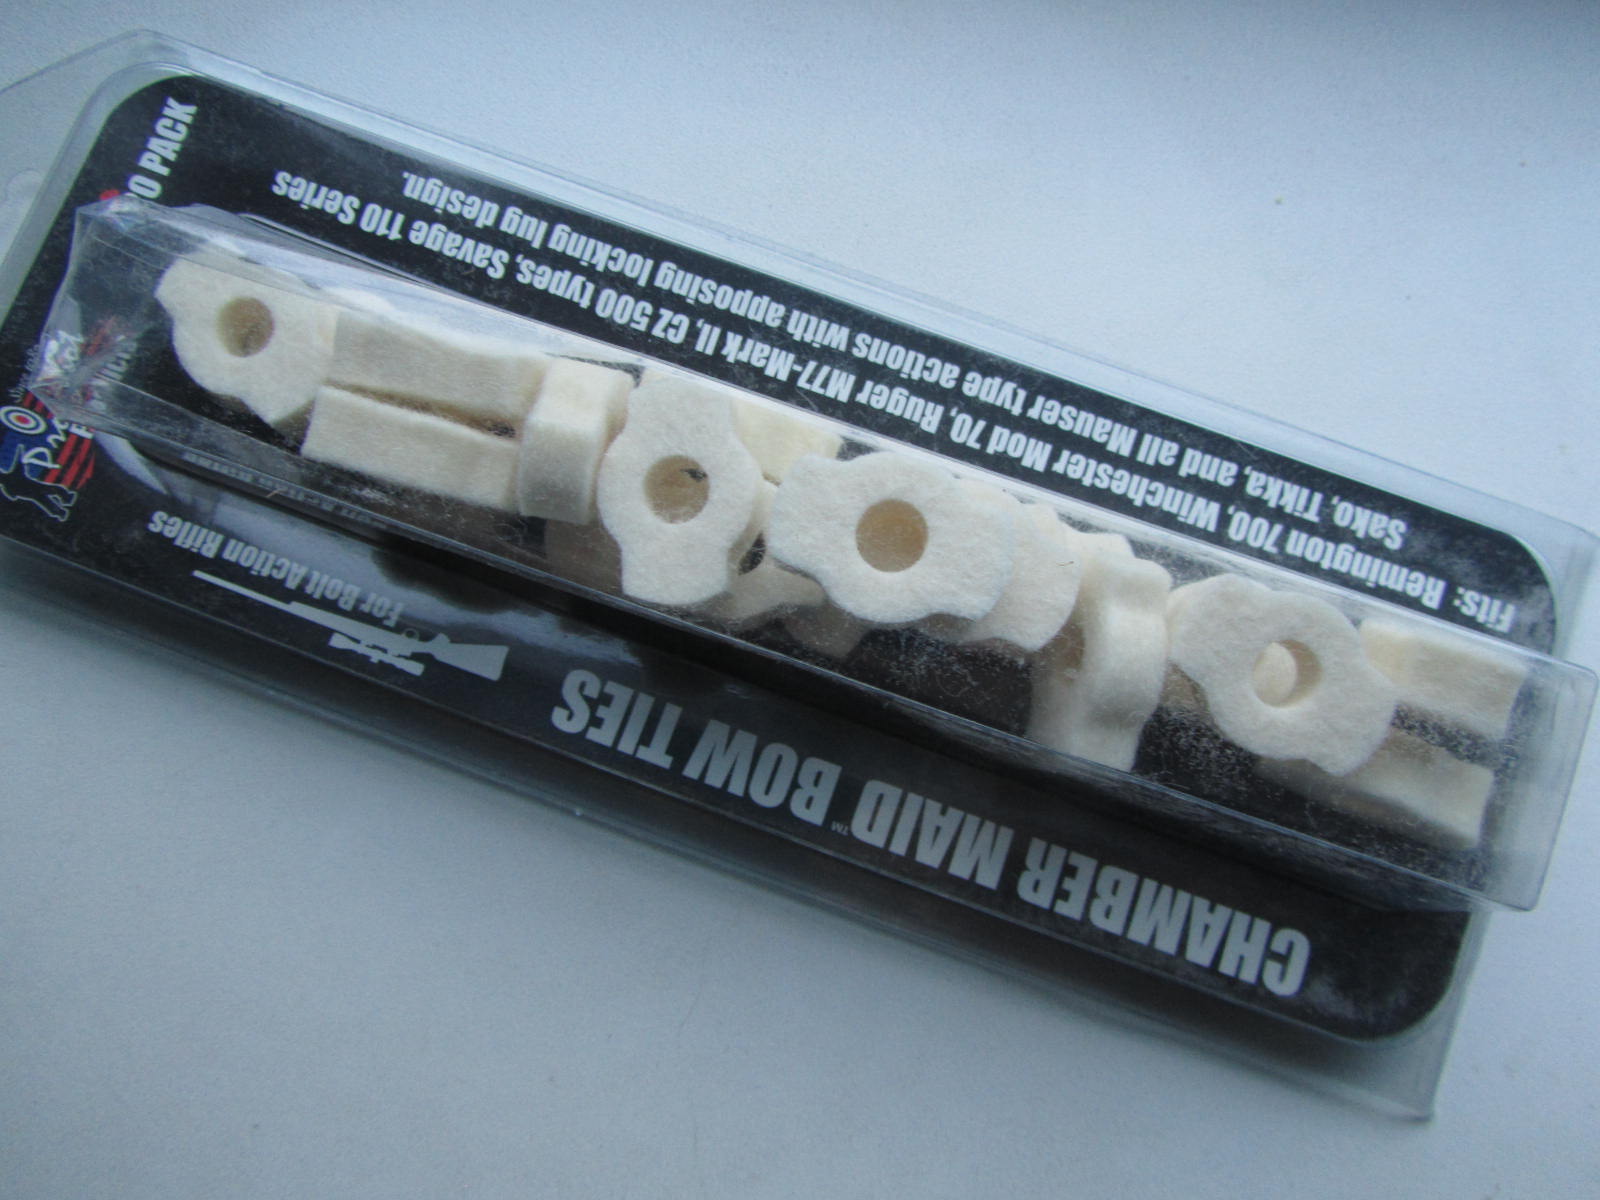 CHAMBER MAID™ BOW TIES
For Bolt Action Rifles
Fits: Remington 700, Winchester Mod 70, Ruger M77-Mark II, CZ 500 types, Savage 110 Series
Sako, Tikka, and all Mauser type actions with apposing locking lug design.
PACK